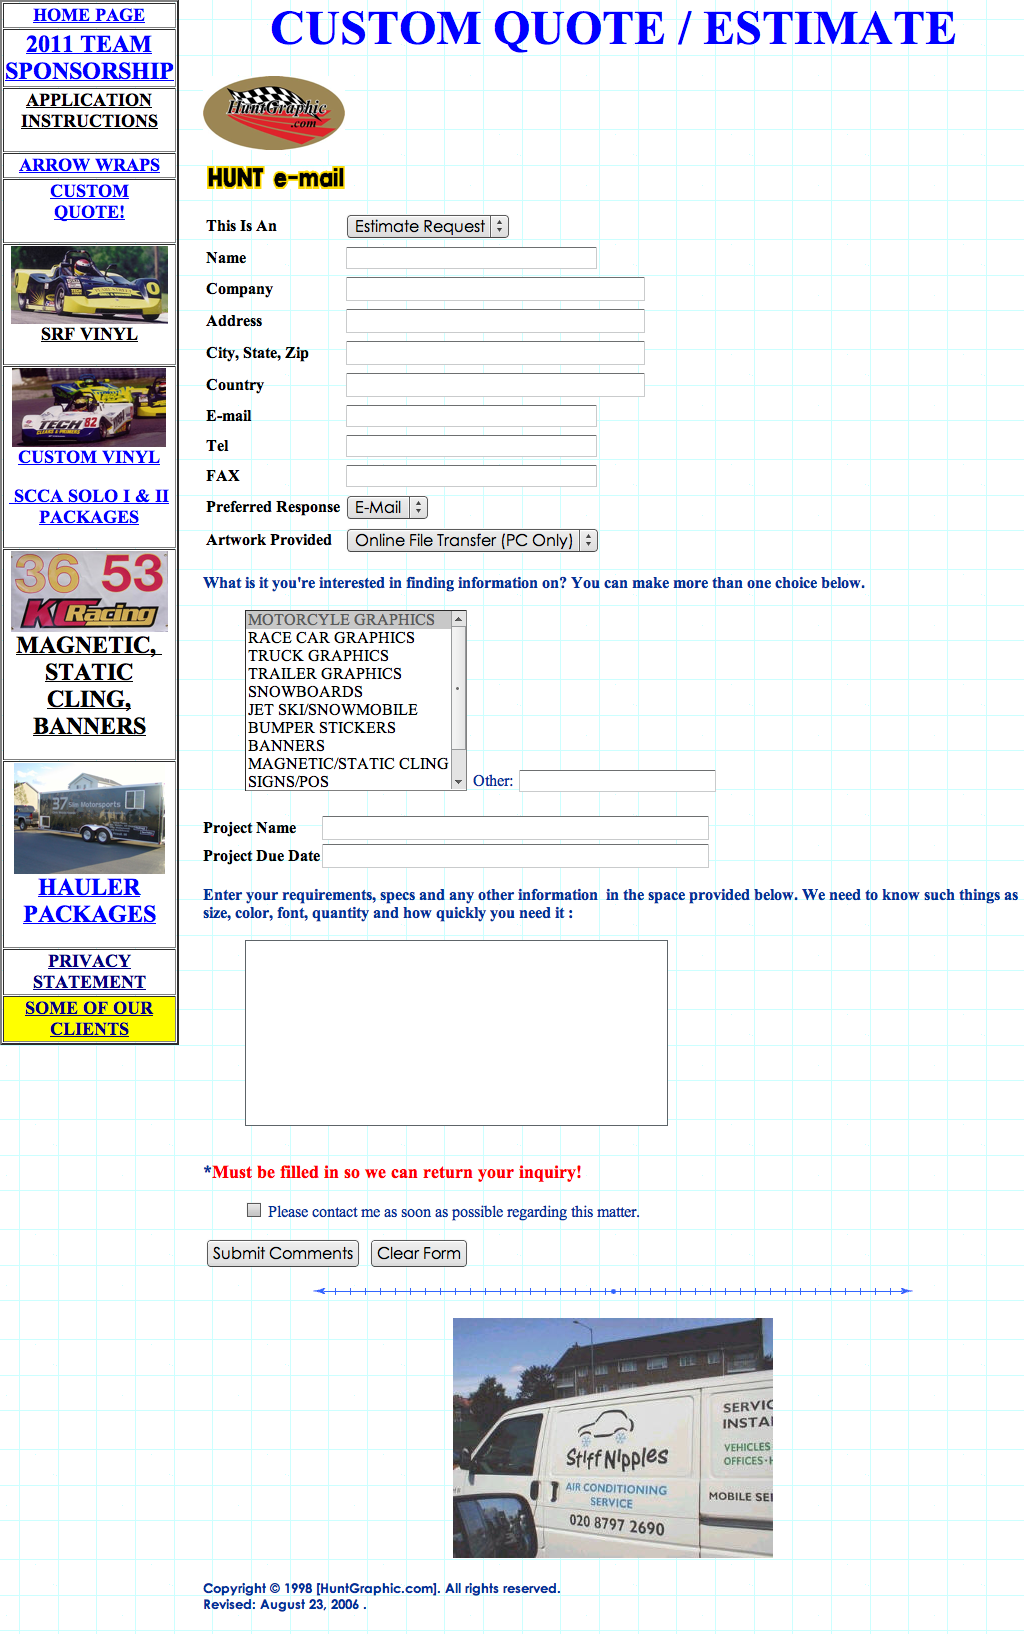 HOME PAGE
2011 TEAM
SPONSORSHIP
APPLICATION
INSTRUCTIONS
ARROW WRAPS
CUSTOM
QUOTE!
SRF VINYL
TECH 82
CUSTOM VINYL
SCCA SOLO I & II
PACKAGES
36 53
KC Racing
MAGNETIC,
STATIC
CLING,
BANNERS
37 Motorsports
HAULER
PACKAGES
PRIVACY
STATEMENT
SOME OF OUR
CLIENTS
CUSTOM QUOTE / ESTIMATE
HuntGraphic
.com
HUNT e-mail
This Is An Estimate Request
Name
Company
Address
City, State, Zip
Country
E-mail
Tel
FAX
Preferred Response E-Mail
Artwork Provided Online File Transfer (PC Only)
What is it you're interested in finding information on? You can make more than one choice below.
MOTORCYLE GRAPHICS
RACE CAR GRAPHICS
TRUCK GRAPHICS
TRAILER GRAPHICS
SNOWBOARDS
JET SKI/SNOWMOBILE
BUMPER STICKERS
BANNERS
MAGNETIC/STATIC CLING
SIGNS/POS
Other:
Project Name
Project Due Date
Enter your requirements, specs and any other information in the space provided below. We need to know such things as
size, color, font, quantity and how quickly you need it :
*Must be filled in so we can return your inquiry!
Please contact me as soon as possible regarding this matter.
Submit Comments Clear Form
Stiff Nipples
AIR CONDITIONING
SERVICE
020 8797 2690
SERVIC
INSTA
VEHICLES
OFFICES·H
MOBILE SE
Copyright © 1998 [HuntGraphic.com]. All rights reserved.
Revised: August 23, 2006 .